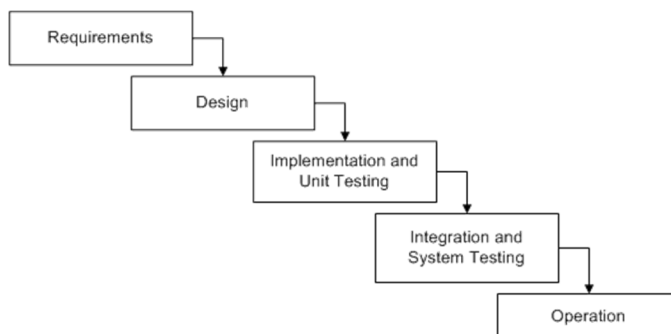 Requirements
Design
Implementation and
Unit Testing
Integration and
System Testing
Operation